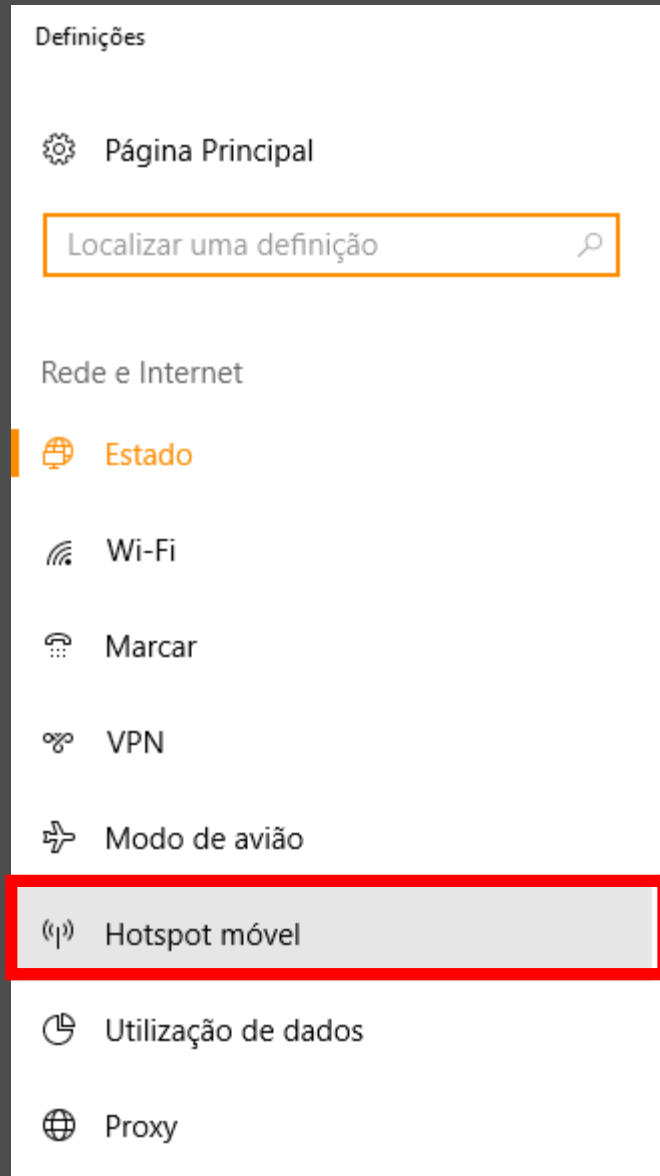 Definições
Página Principal
Localizar uma definição
Rede e Internet
Estado
Wi-Fi
Marcar
VPN
Modo de avião
Hotspot móvel
Utilização de dados
Proxy